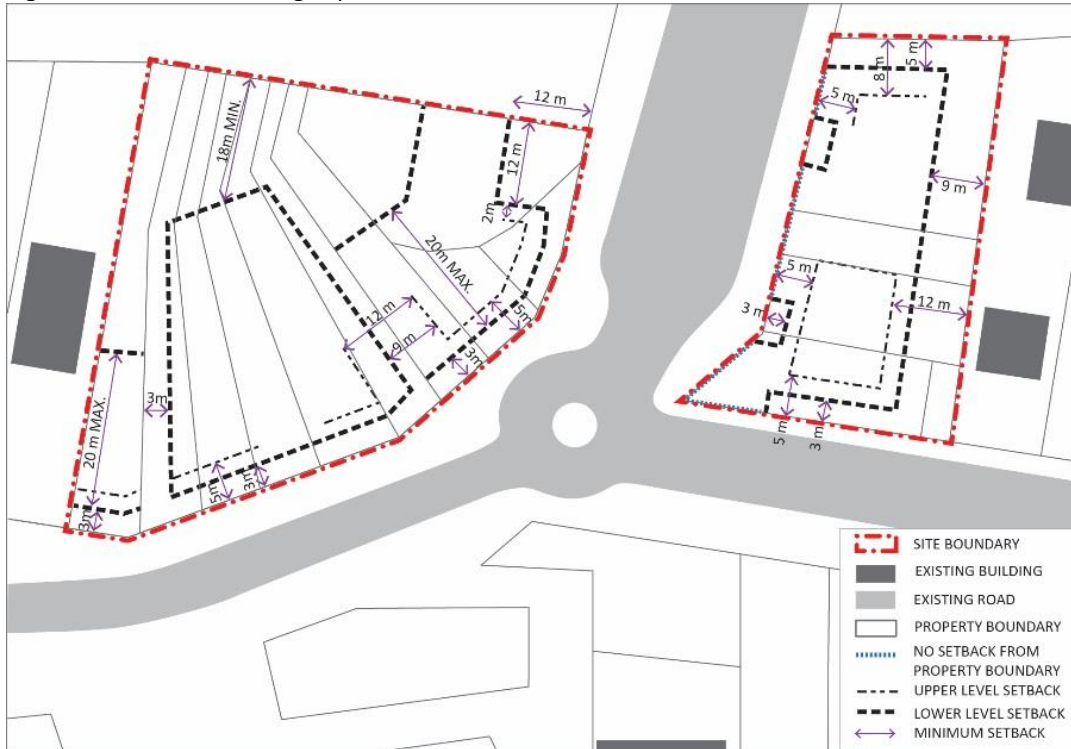 12 m
18m MIN.
12 m
2m
20m MAX.
12 m
9 m
5m
3m
3m
20 m MAX.
3m
5m
3m
8 m
5 m
5 m
9 m
5 m
3 m
12 m
5 m
3 m
SITE BOUNDARY
EXISTING BUILDING
EXISTING ROAD
PROPERTY BOUNDARY
NO SETBACK FROM
PROPERTY BOUNDARY
UPPER LEVEL SETBACK
LOWER LEVEL SETBACK
MINIMUM SETBACK